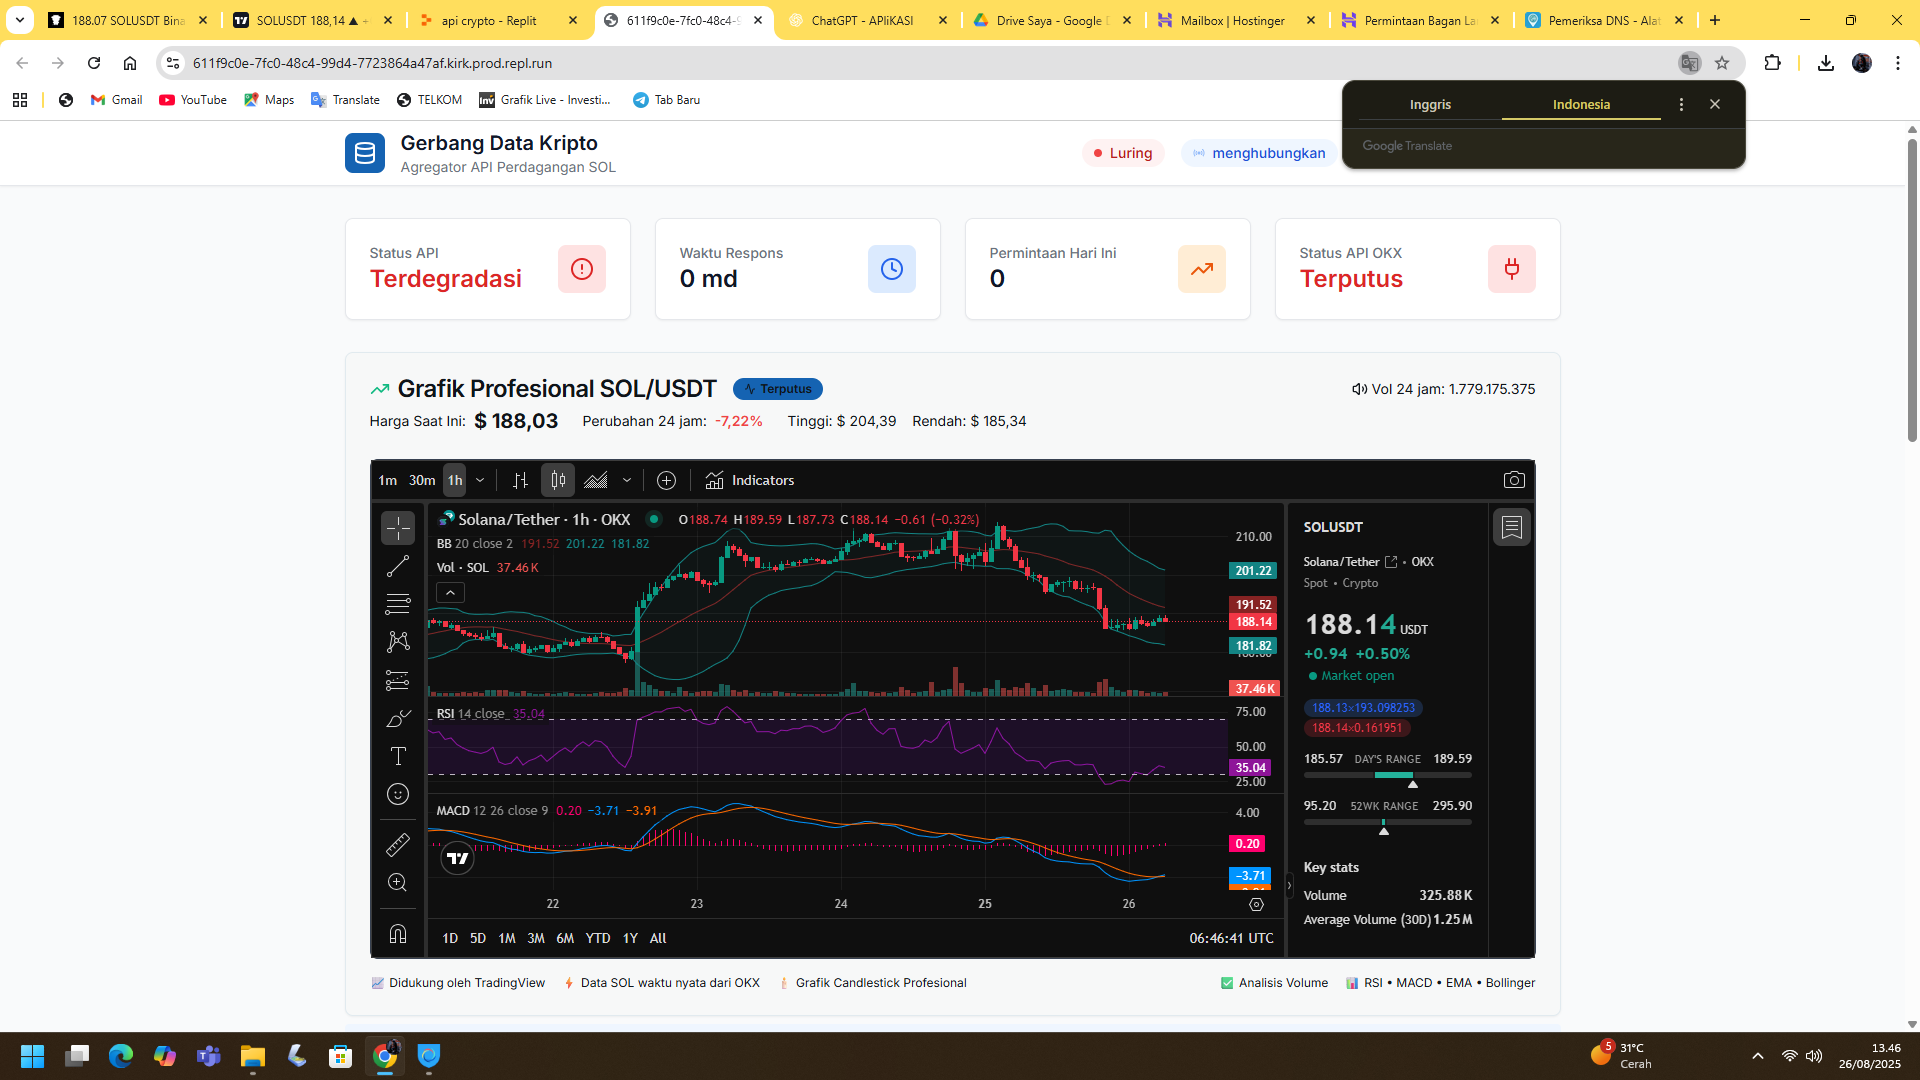 188.07 SOLUSDT Bina
SOLUSDT 188,14 ▲
api crypto - Replit
611f9c0e-7fc0-48c4-9
ChatGPT - APliKASI
Drive Saya - Google D
Mailbox | Hostinger
Permintaan Bagan La
Pemeriksa DNS - Alat
611f9c0e-7fc0-48c4-99d4-7723864a47af.kirk.prod.repl.run
Gmail
YouTube
Maps
Translate
TELKOM
Grafik Live - Investi...
Tab Baru
Inggris
Indonesia
Google Translate
Gerbang Data Kripto
Agregator API Perdagangan SOL
Luring
menghubungkan
Status API
Terdegradasi
Waktu Respons
0 md
Permintaan Hari Ini
0
Status API OKX
Terputus
Grafik Profesional SOL/USDT
Terputus
Vol 24 jam: 1.779.175.375
Harga Saat Ini: $ 188,03
Perubahan 24 jam: -7,22%
Tinggi: $ 204,39
Rendah: $ 185,34
1m 30m 1h
Indicators
Solana/Tether · 1h · OKX
O188.74 H189.59 L187.73 C188.14 −0.61 (−0.32%)
BB 20 close 2 191.52 201.22 181.82
Vol · SOL 37.46 K
210.00
201.22
191.52
188.14
181.82
180.00
37.46 K
RSI 14 close 35.04
75.00
50.00
35.04
25.00
MACD 12 26 close 9 0.20 −3.71 −3.91
4.00
0.20
−3.71
22 23 24 25 26
1D 5D 1M 3M 6M YTD 1Y All
06:46:41 UTC
SOLUSDT
Solana/Tether • OKX
Spot • Crypto
188.14 USDT
+0.94 +0.50%
Market open
188.13×193.098253
188.14×0.161951
185.57 DAY'S RANGE 189.59
95.20 52WK RANGE 295.90
Key stats
Volume 325.88 K
Average Volume (30D) 1.25 M
Didukung oleh TradingView
Data SOL waktu nyata dari OKX
Grafik Candlestick Profesional
Analisis Volume
RSI • MACD • EMA • Bollinger
5
31°C
Cerah
13.46
26/08/2025